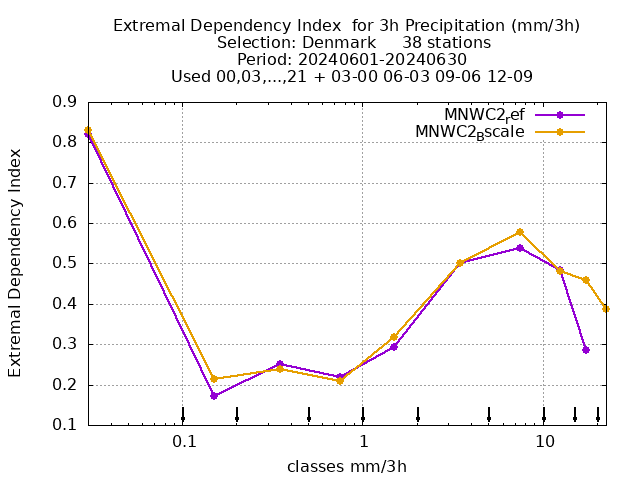 Extremal Dependency Index  for 3h Precipitation (mm/3h)
Selection: Denmark     38 stations
Period: 20240601-20240630
Used 00,03,...,21 + 03-00 06-03 09-06 12-09
MNWC2_ref
MNWC2_Bscale
0.9
0.8
0.7
0.6
0.5
0.4
0.3
0.2
0.1
Extremal Dependency Index
0.1 1 10
classes mm/3h